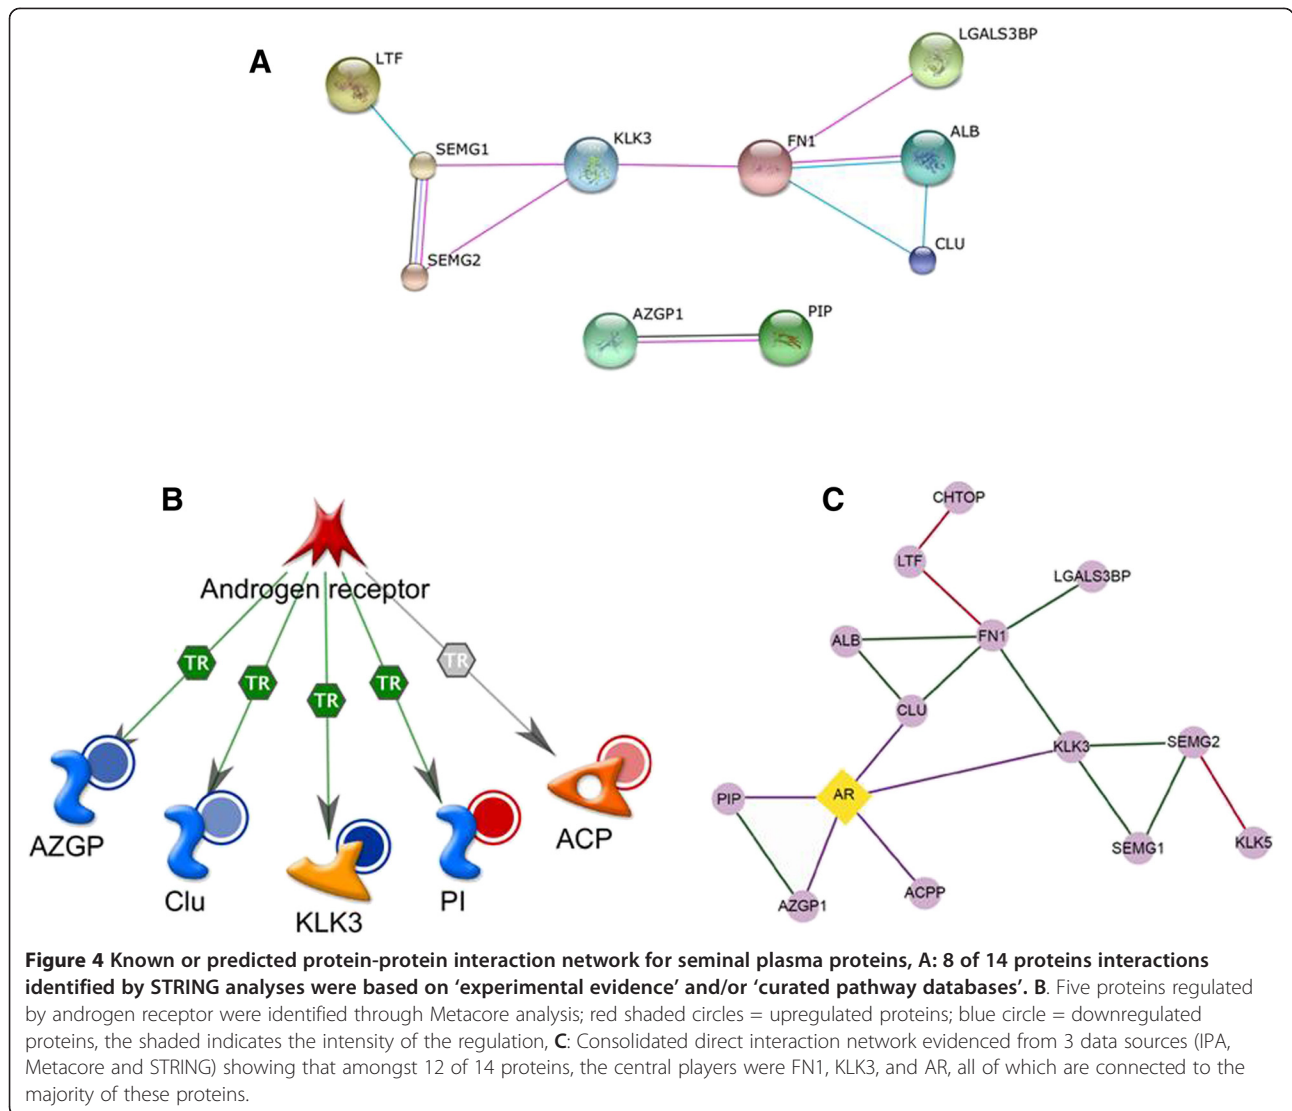 A
LTF
LGALS3BP
SEMG1
KLK3
FN1
ALB
SEMG2
CLU
AZGP1
PIP
B
Androgen receptor
TR
TR
TR
TR
TR
AZGP
Clu
KLK3
PI
ACP
C
CHTOP
LTF
LGALS3BP
ALB
FN1
CLU
KLK3
SEMG2
PIP
AR
SEMG1
KLK5
AZGP1
ACPP
Figure 4 Known or predicted protein-protein interaction network for seminal plasma proteins, A: 8 of 14 proteins interactions
identified by STRING analyses were based on ‘experimental evidence’ and/or ‘curated pathway databases’. B. Five proteins regulated
by androgen receptor were identified through Metacore analysis; red shaded circles = upregulated proteins; blue circle = downregulated
proteins, the shaded indicates the intensity of the regulation, C: Consolidated direct interaction network evidenced from 3 data sources (IPA,
Metacore and STRING) showing that amongst 12 of 14 proteins, the central players were FN1, KLK3, and AR, all of which are connected to the
majority of these proteins.